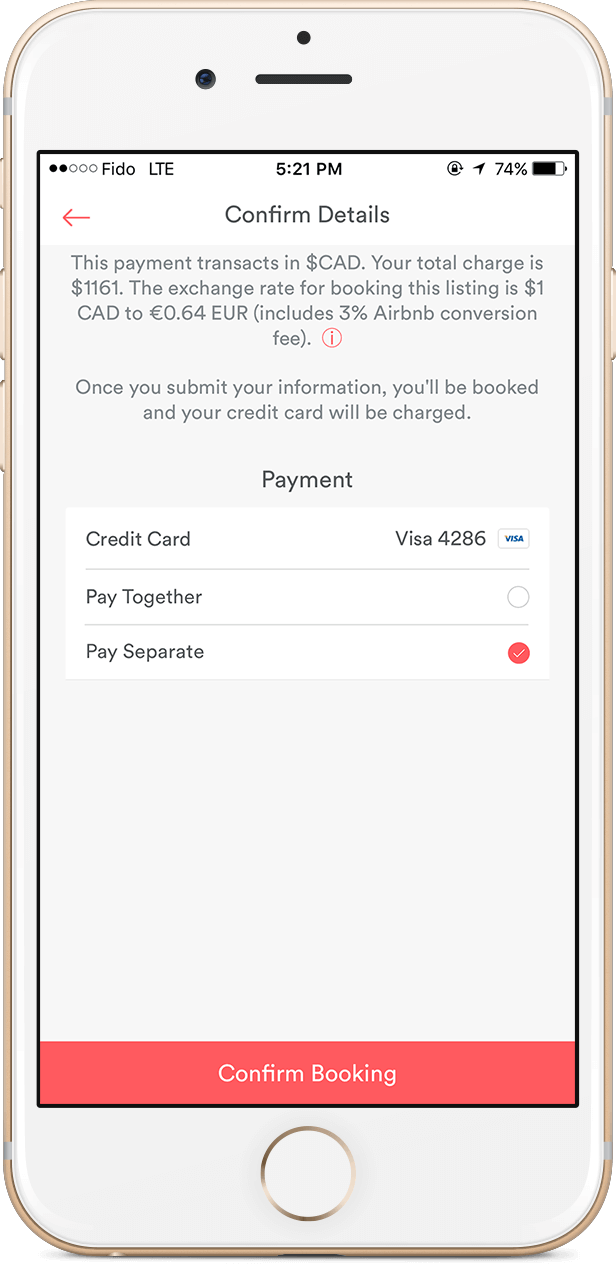 Fido LTE 5:21 PM 74%
Confirm Details
This payment transacts in $CAD. Your total charge is
$1161. The exchange rate for booking this listing is $1
CAD to €0.64 EUR (includes 3% Airbnb conversion
fee). i
Once you submit your information, you'll be booked
and your credit card will be charged.
Payment
Credit Card Visa 4286 VISA
Pay Together
Pay Separate
Confirm Booking